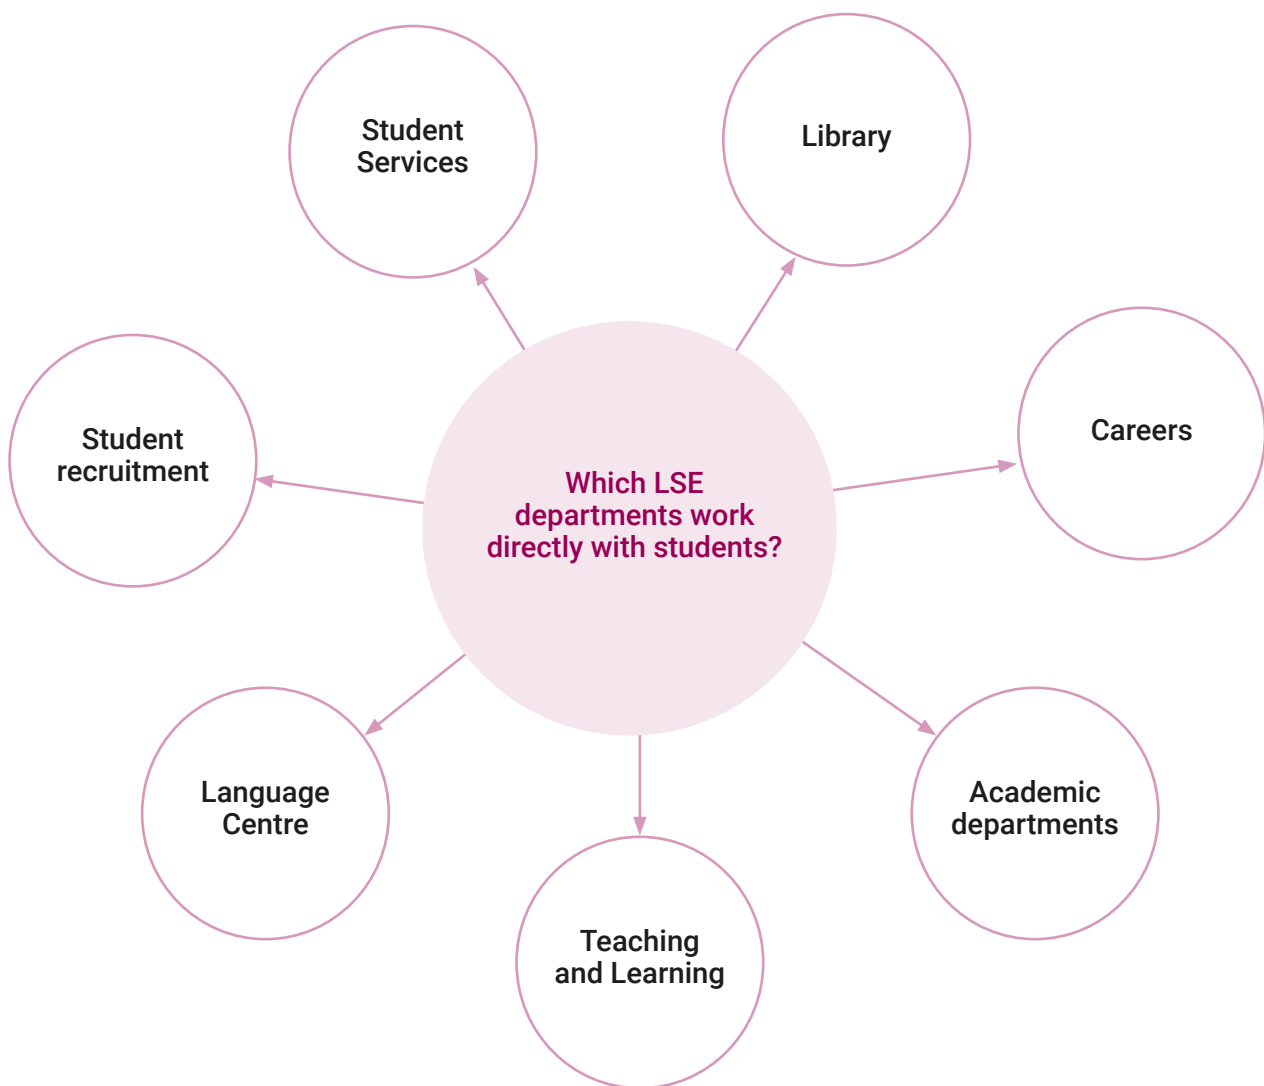 Student
Services
Library
Student
recruitment
Careers
Which LSE
departments work
directly with students?
Language
Centre
Academic
departments
Teaching
and Learning